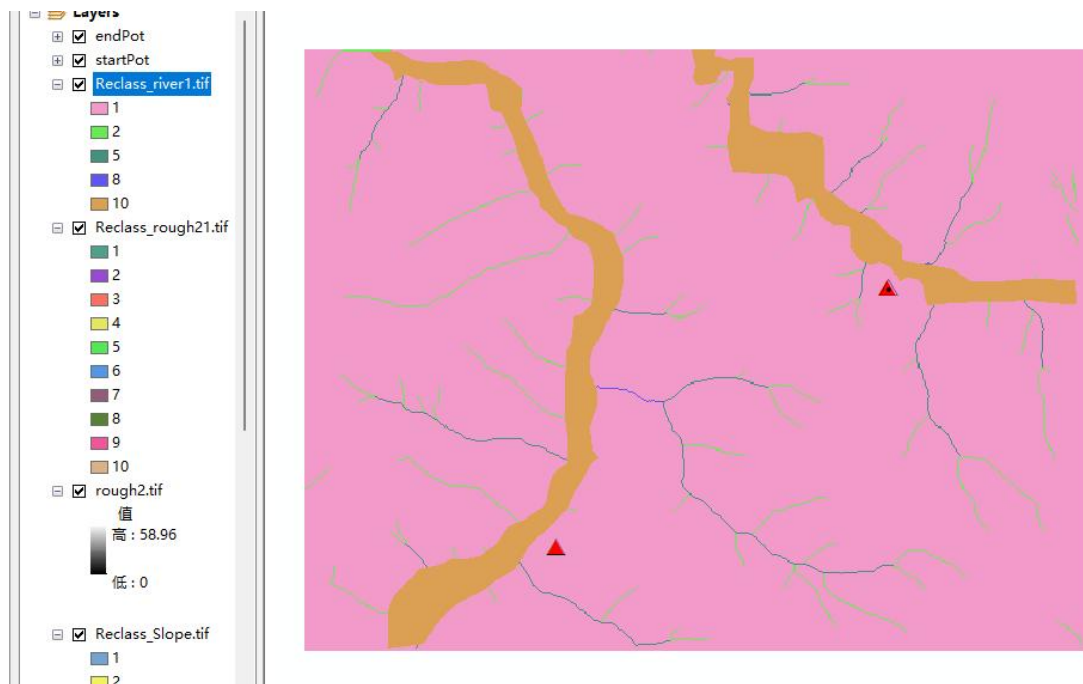 Layers
endPot
startPot
Reclass_river1.tif
1
2
5
8
10
Reclass_rough21.tif
1
2
3
4
5
6
7
8
9
10
rough2.tif
值
高 : 58.96
低 : 0
Reclass_Slope.tif
1
2